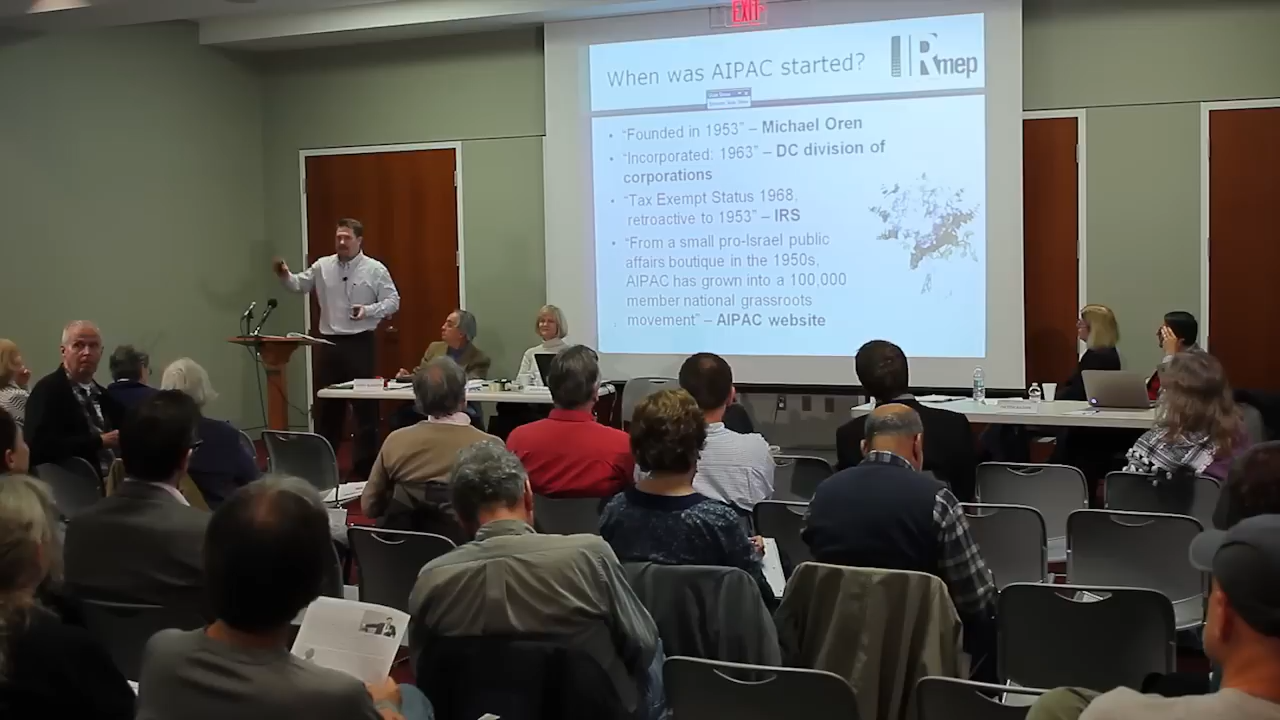 EXIT
When was AIPAC started?
IRmep
• "Founded in 1953" – Michael Oren
• "Incorporated: 1963" – DC division of
corporations
• "Tax Exempt Status 1968,
retroactive to 1953" – IRS
• "From a small pro-Israel public
affairs boutique in the 1950s,
AIPAC has grown into a 100,000
member national grassroots
movement" – AIPAC website